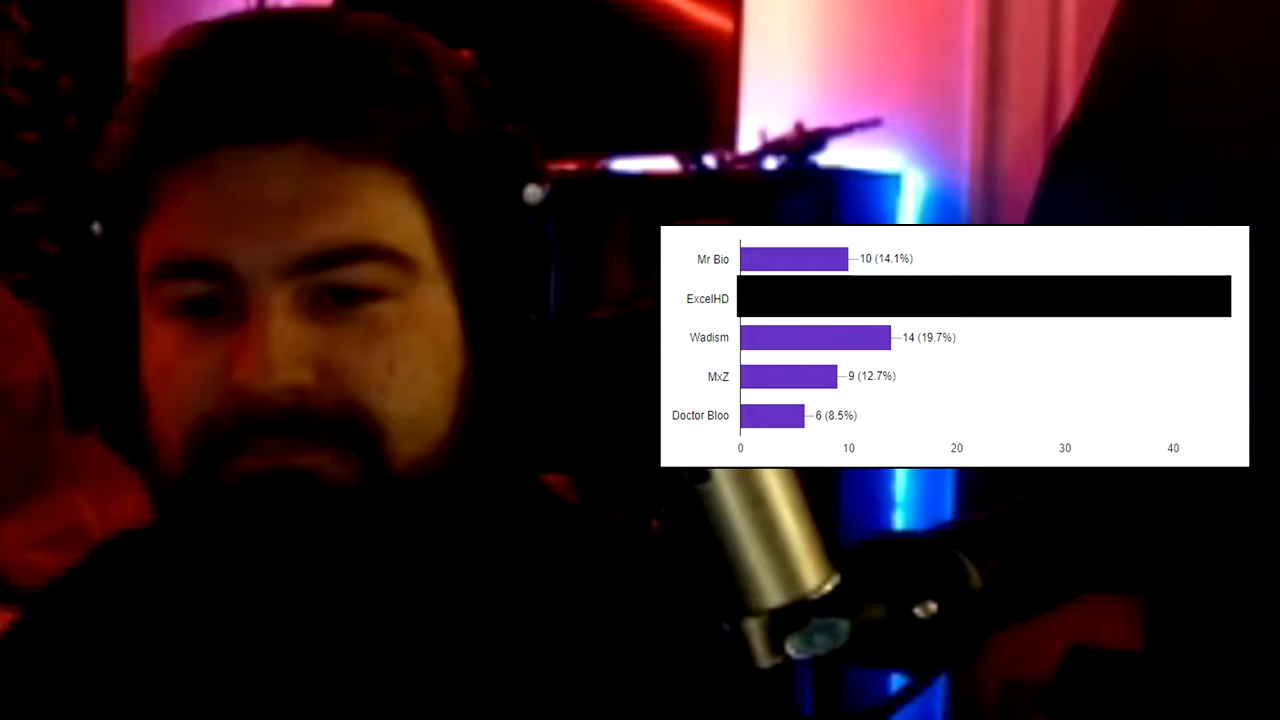 Mr Bio 10 (14.1%)
ExcelHD
Wadism 14 (19.7%)
MxZ 9 (12.7%)
Doctor Bloo 6 (8.5%)
0 10 20 30 40